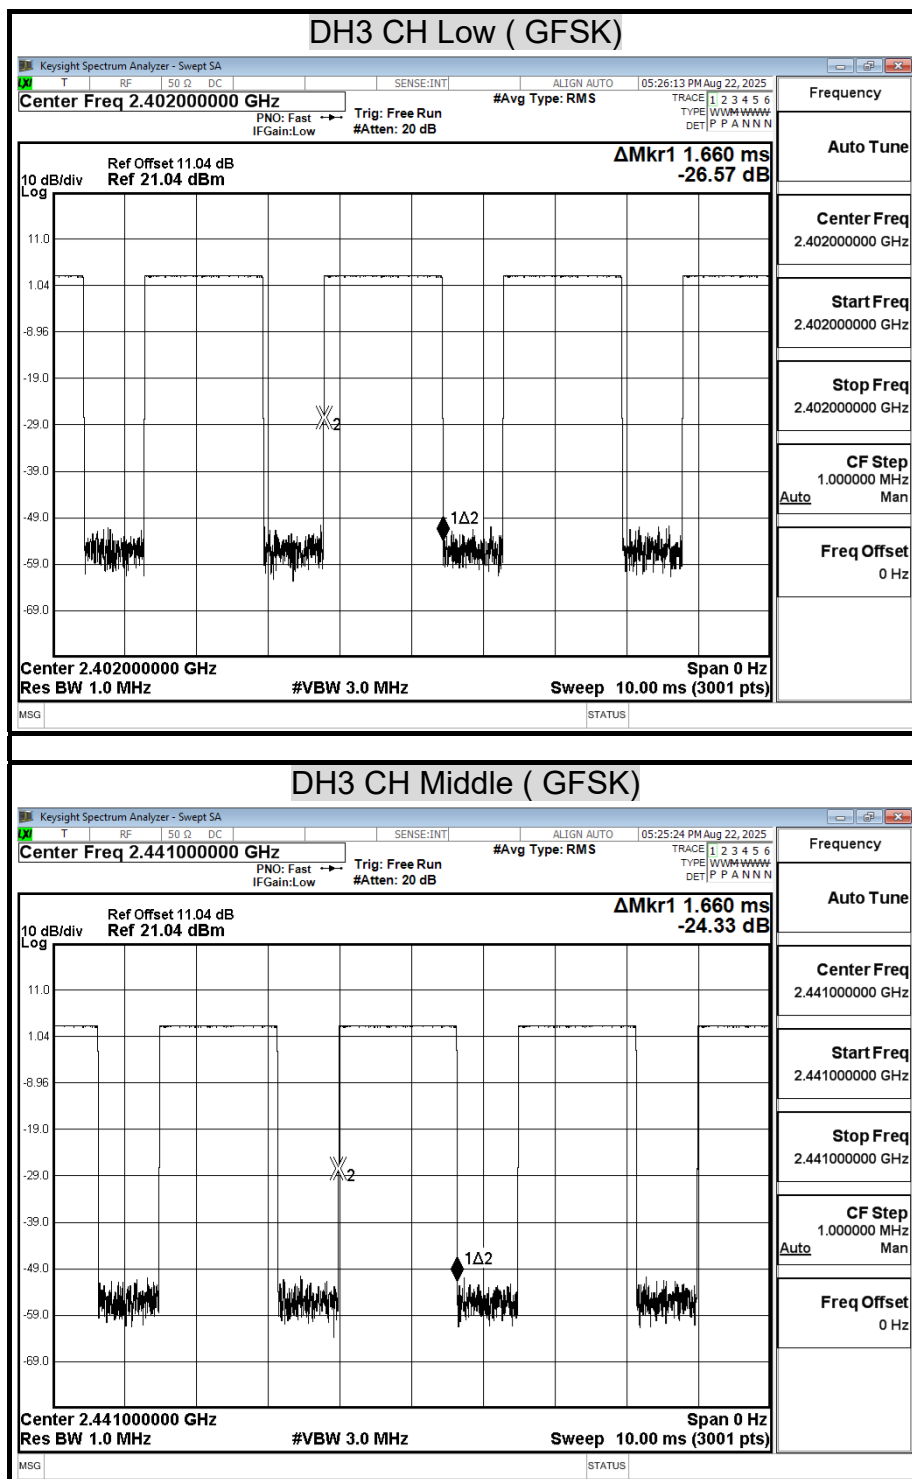 DH3 CH Low ( GFSK)
Keysight Spectrum Analyzer - Swept SA
LXI T RF 50 Ω DC SENSE:INT ALIGN AUTO 05:26:13 PM Aug 22, 2025
Center Freq 2.402000000 GHz #Avg Type: RMS TRACE 1 2 3 4 5 6
PNO: Fast Trig: Free Run TYPE WWMWWWW
IFGain:Low #Atten: 20 dB DET P P A N N N
Frequency
Auto Tune
Center Freq
2.402000000 GHz
Start Freq
2.402000000 GHz
Stop Freq
2.402000000 GHz
CF Step
1.000000 MHz
Auto Man
Freq Offset
0 Hz
ΔMkr1 1.660 ms
-26.57 dB
Ref Offset 11.04 dB
10 dB/div Ref 21.04 dBm
Log
11.0
1.04
-8.96
-19.0
-29.0
-39.0
-49.0
-59.0
-69.0
2
1Δ2
Center 2.402000000 GHz Span 0 Hz
Res BW 1.0 MHz #VBW 3.0 MHz Sweep 10.00 ms (3001 pts)
MSG STATUS
DH3 CH Middle ( GFSK)
Keysight Spectrum Analyzer - Swept SA
LXI T RF 50 Ω DC SENSE:INT ALIGN AUTO 05:25:24 PM Aug 22, 2025
Center Freq 2.441000000 GHz #Avg Type: RMS TRACE 1 2 3 4 5 6
PNO: Fast Trig: Free Run TYPE WWMWWWW
IFGain:Low #Atten: 20 dB DET P P A N N N
Frequency
Auto Tune
Center Freq
2.441000000 GHz
Start Freq
2.441000000 GHz
Stop Freq
2.441000000 GHz
CF Step
1.000000 MHz
Auto Man
Freq Offset
0 Hz
ΔMkr1 1.660 ms
-24.33 dB
Ref Offset 11.04 dB
10 dB/div Ref 21.04 dBm
Log
11.0
1.04
-8.96
-19.0
-29.0
-39.0
-49.0
-59.0
-69.0
2
1Δ2
Center 2.441000000 GHz Span 0 Hz
Res BW 1.0 MHz #VBW 3.0 MHz Sweep 10.00 ms (3001 pts)
MSG STATUS